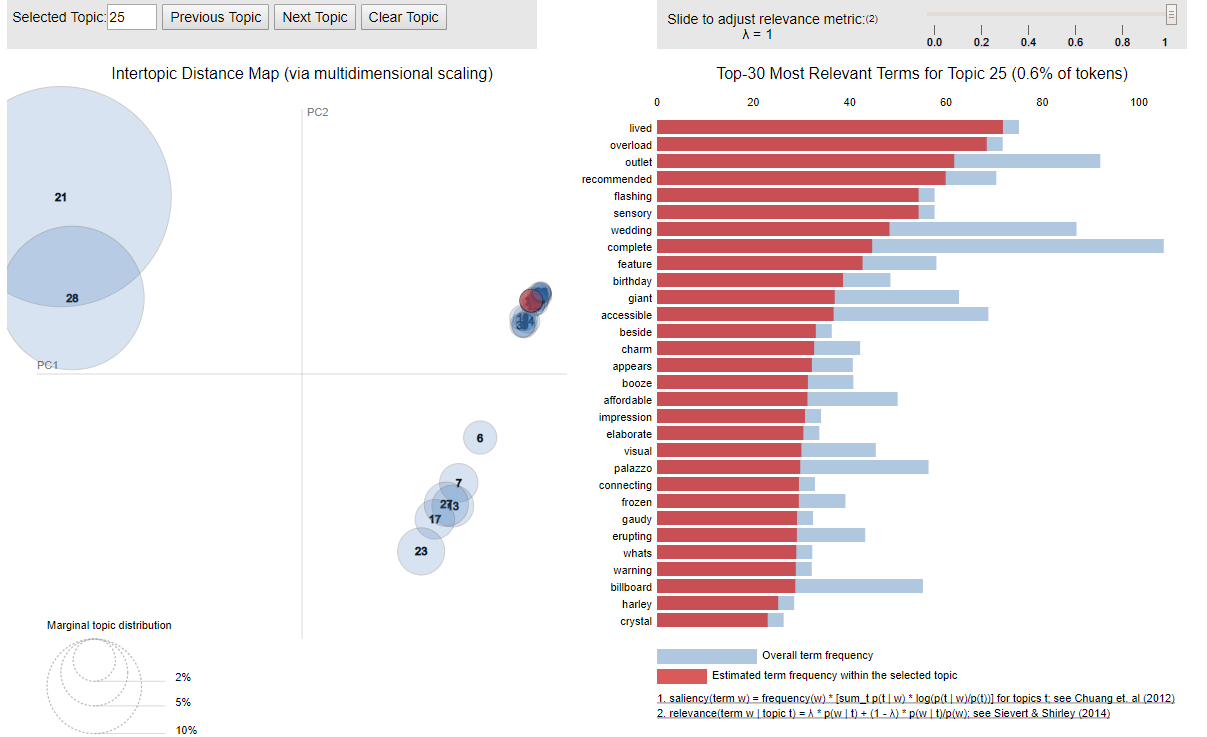 Selected Topic: 25 Previous Topic Next Topic Clear Topic
Slide to adjust relevance metric:(2)
λ = 1
0.0 0.2 0.4 0.6 0.8 1
Intertopic Distance Map (via multidimensional scaling)
PC2
PC1
21
28
6
7
27
13
17
23
Marginal topic distribution
2%
5%
10%
Top-30 Most Relevant Terms for Topic 25 (0.6% of tokens)
0 20 40 60 80 100
lived
overload
outlet
recommended
flashing
sensory
wedding
complete
feature
birthday
giant
accessible
beside
charm
appears
booze
affordable
impression
elaborate
visual
palazzo
connecting
frozen
gaudy
erupting
whats
warning
billboard
harley
crystal
Overall term frequency
Estimated term frequency within the selected topic
1. saliency(term w) = frequency(w) * [sum_t p(t | w) * log(p(t | w)/p(t))] for topics t; see Chuang et. al (2012)
2. relevance(term w | topic t) = λ * p(w | t) + (1 - λ) * p(w | t)/p(w); see Sievert & Shirley (2014)